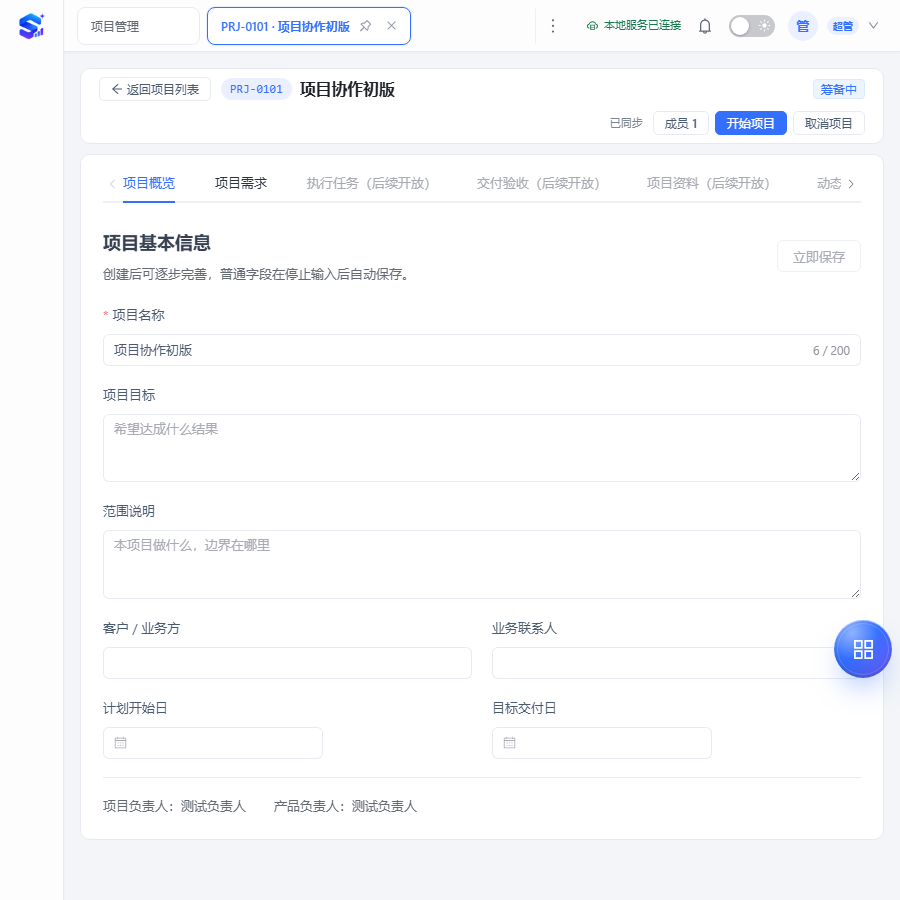 项目管理
PRJ-0101 · 项目协作初版
本地服务已连接
管
超管
返回项目列表
PRJ-0101
项目协作初版
筹备中
已同步
成员 1
开始项目
取消项目
项目概览
项目需求
执行任务（后续开放）
交付验收（后续开放）
项目资料（后续开放）
动态
项目基本信息
创建后可逐步完善，普通字段在停止输入后自动保存。
立即保存
* 项目名称
项目协作初版
6 / 200
项目目标
希望达成什么结果
范围说明
本项目做什么，边界在哪里
客户 / 业务方
业务联系人
计划开始日
目标交付日
项目负责人：测试负责人
产品负责人：测试负责人